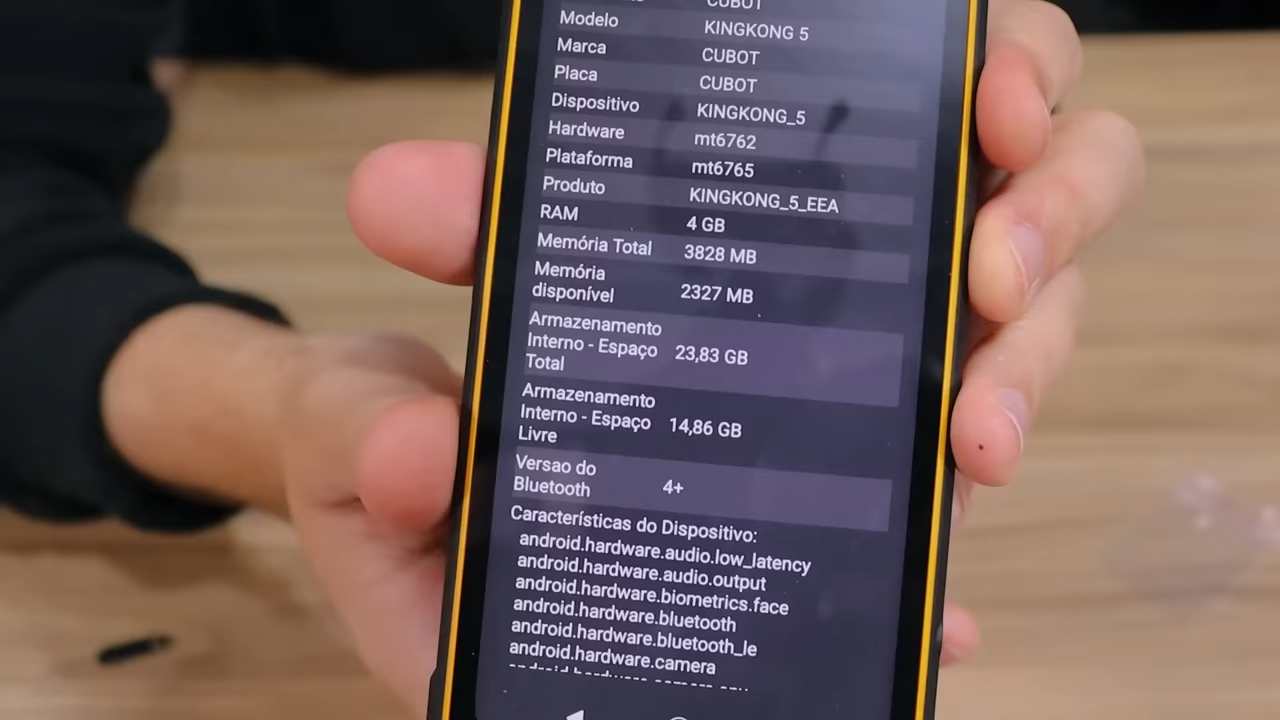 CUBOT
Modelo KINGKONG 5
Marca CUBOT
Placa CUBOT
Dispositivo KINGKONG_5
Hardware mt6762
Plataforma mt6765
Produto KINGKONG_5_EEA
RAM 4 GB
Memória Total 3828 MB
Memória
disponível 2327 MB
Armazenamento
Interno - Espaço 23,83 GB
Total
Armazenamento
Interno - Espaço 14,86 GB
Livre
Versao do
Bluetooth 4+
Características do Dispositivo:
android.hardware.audio.low_latency
android.hardware.audio.output
android.hardware.biometrics.face
android.hardware.bluetooth
android.hardware.bluetooth_le
android.hardware.camera